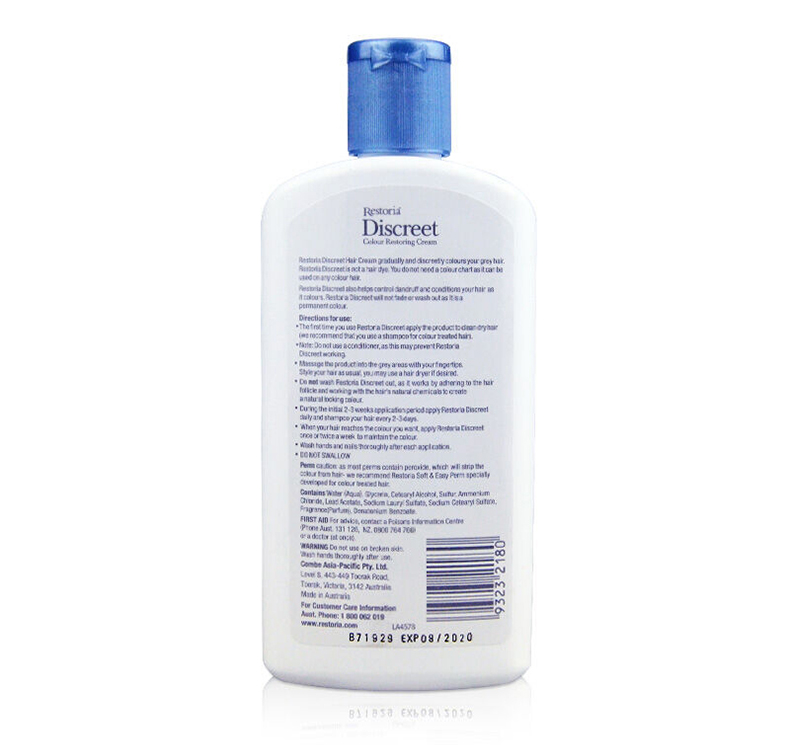 Restoria
Discreet
Colour Restoring Cream
Restoria Discreet Hair Cream gradually and discreetly colours your grey hair.
Restoria Discreet is not a hair dye. You do not need a colour chart as it can be
used on any colour hair.
Restoria Discreet also helps control dandruff and conditions your hair as
it colours. Restoria Discreet will not fade or wash out as it is a
permanent colour.
Directions for use:
• The first time you use Restoria Discreet apply the product to clean dry hair
(we recommend that you use a shampoo for colour treated hair).
• Note: Do not use a conditioner, as this may prevent Restoria
Discreet working.
• Massage the product into the grey areas with your fingertips.
Style your hair as usual, you may use a hair dryer if desired.
• Do not wash Restoria Discreet out, as it works by adhering to the hair
follicle and working with the hair's natural chemicals to create
a natural looking colour.
• During the initial 2-3 weeks application period apply Restoria Discreet
daily and shampoo your hair every 2-3 days.
• When your hair reaches the colour you want, apply Restoria Discreet
once or twice a week to maintain the colour.
• Wash hands and nails thoroughly after each application.
• DO NOT SWALLOW
Perm caution: as most perms contain peroxide, which will strip the
colour from hair- we recommend Restoria Soft & Easy Perm specially
developed for colour treated hair.
Contains Water (Aqua), Glycerin, Cetearyl Alcohol, Sulfur, Ammonium
Chloride, Lead Acetate, Sodium Lauryl Sulfate, Sodium Cetearyl Sulfate,
Fragrance(Parfum), Denatonium Benzoate.
FIRST AID For advice, contact a Poisons Information Centre
(Phone Aust. 131 126, NZ. 0800 764 766)
or a doctor (at once).
WARNING Do not use on broken skin.
Wash hands thoroughly after use.
Combe Asia-Pacific Pty. Ltd.
Level 8, 443-449 Toorak Road,
Toorak, Victoria, 3142 Australia
Made in Australia
For Customer Care Information
Aust. Phone: 1 800 062 019
www.restoria.com
LA4578
9323 2180
B71929 EXP08/2020